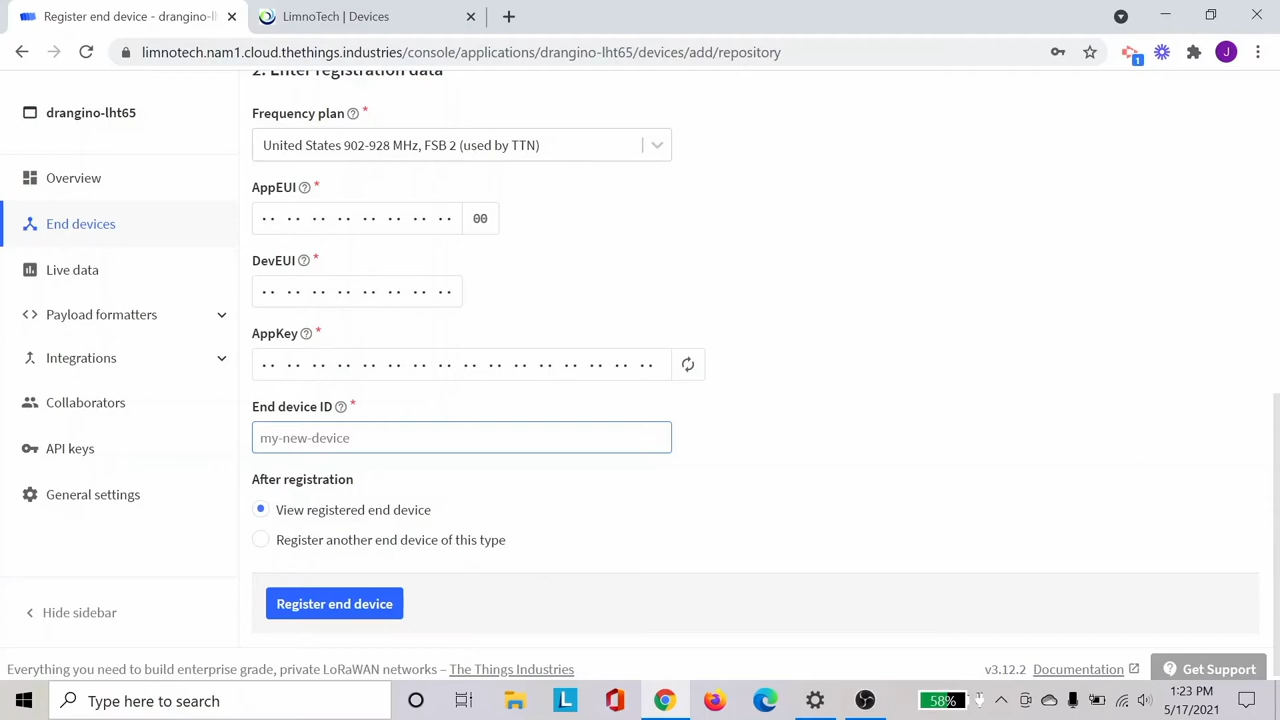 Register end device - drangino-lh
LimnoTech | Devices
limnotech.nam1.cloud.thethings.industries/console/applications/drangino-lht65/devices/add/repository
J
1
2. Enter registration data
drangino-lht65
Overview
End devices
Live data
Payload formatters
Integrations
Collaborators
API keys
General settings
Hide sidebar
Frequency plan *
United States 902-928 MHz, FSB 2 (used by TTN)
AppEUI *
00
DevEUI *
AppKey *
End device ID *
my-new-device
After registration
View registered end device
Register another end device of this type
Register end device
Everything you need to build enterprise grade, private LoRaWAN networks – The Things Industries
v3.12.2 Documentation
Get Support
Type here to search
L
58%
1:23 PM
5/17/2021